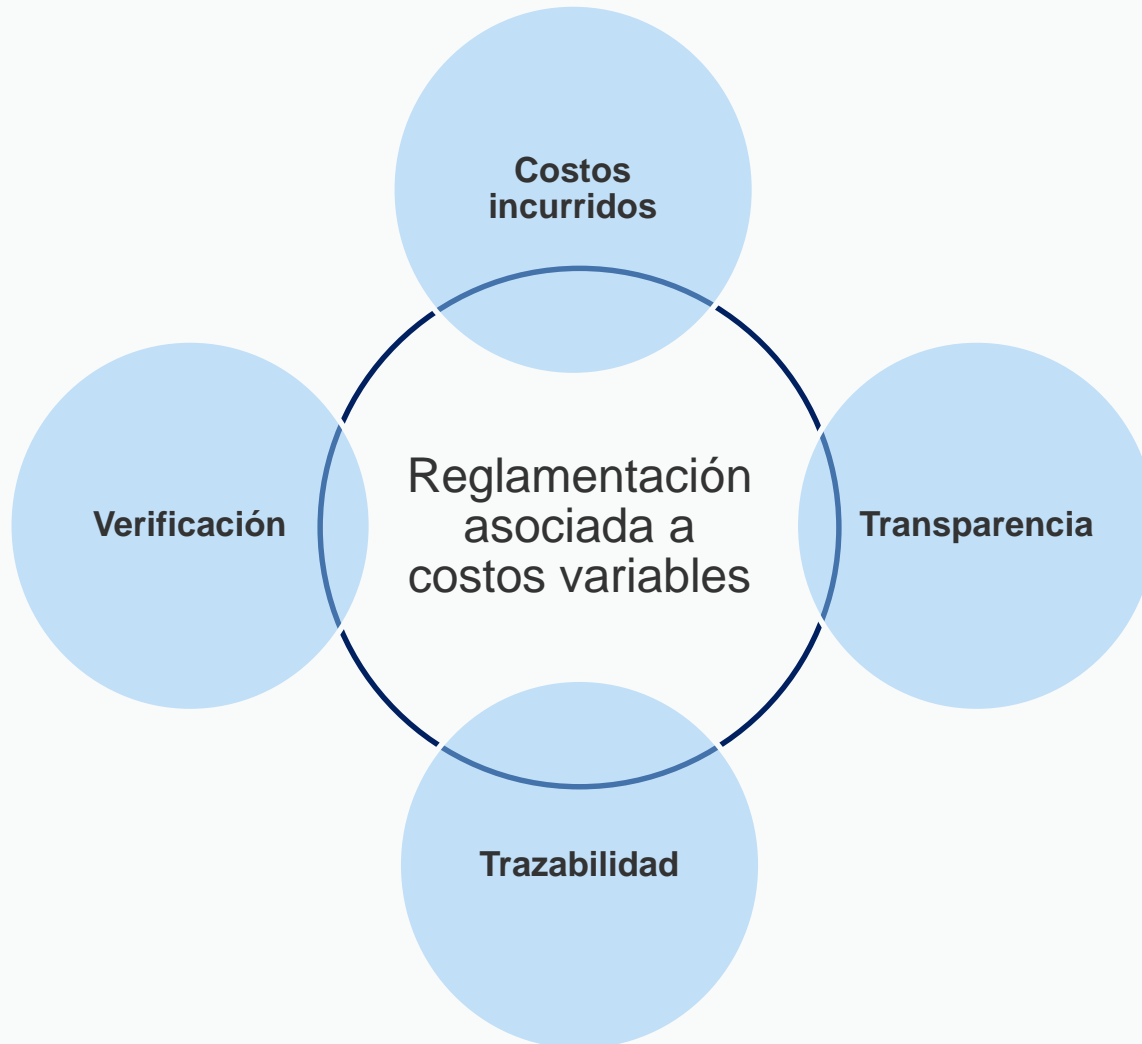 Costos
incurridos
Reglamentación
asociada a
costos variables
Verificación
Transparencia
Trazabilidad